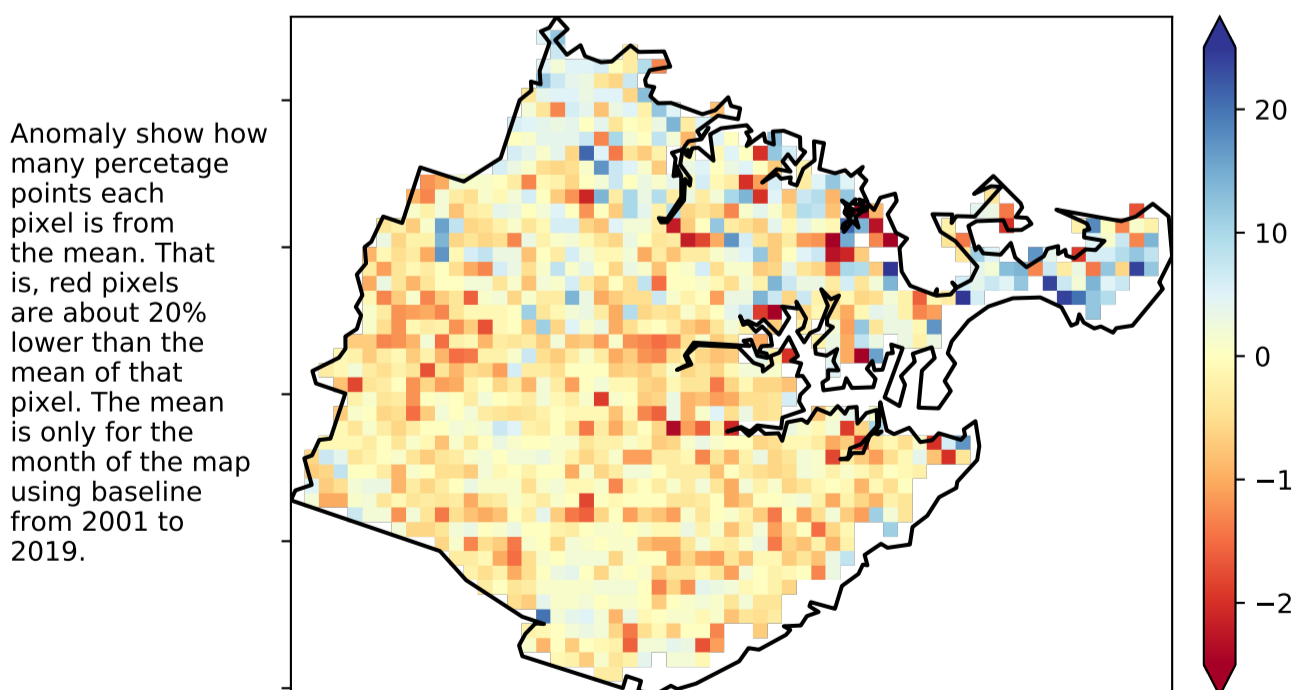 Anomaly show how
many percetage
points each
pixel is from
the mean. That
is, red pixels
are about 20%
lower than the
mean of that
pixel. The mean
is only for the
month of the map
using baseline
from 2001 to
2019.
20
10
0
−1
−2